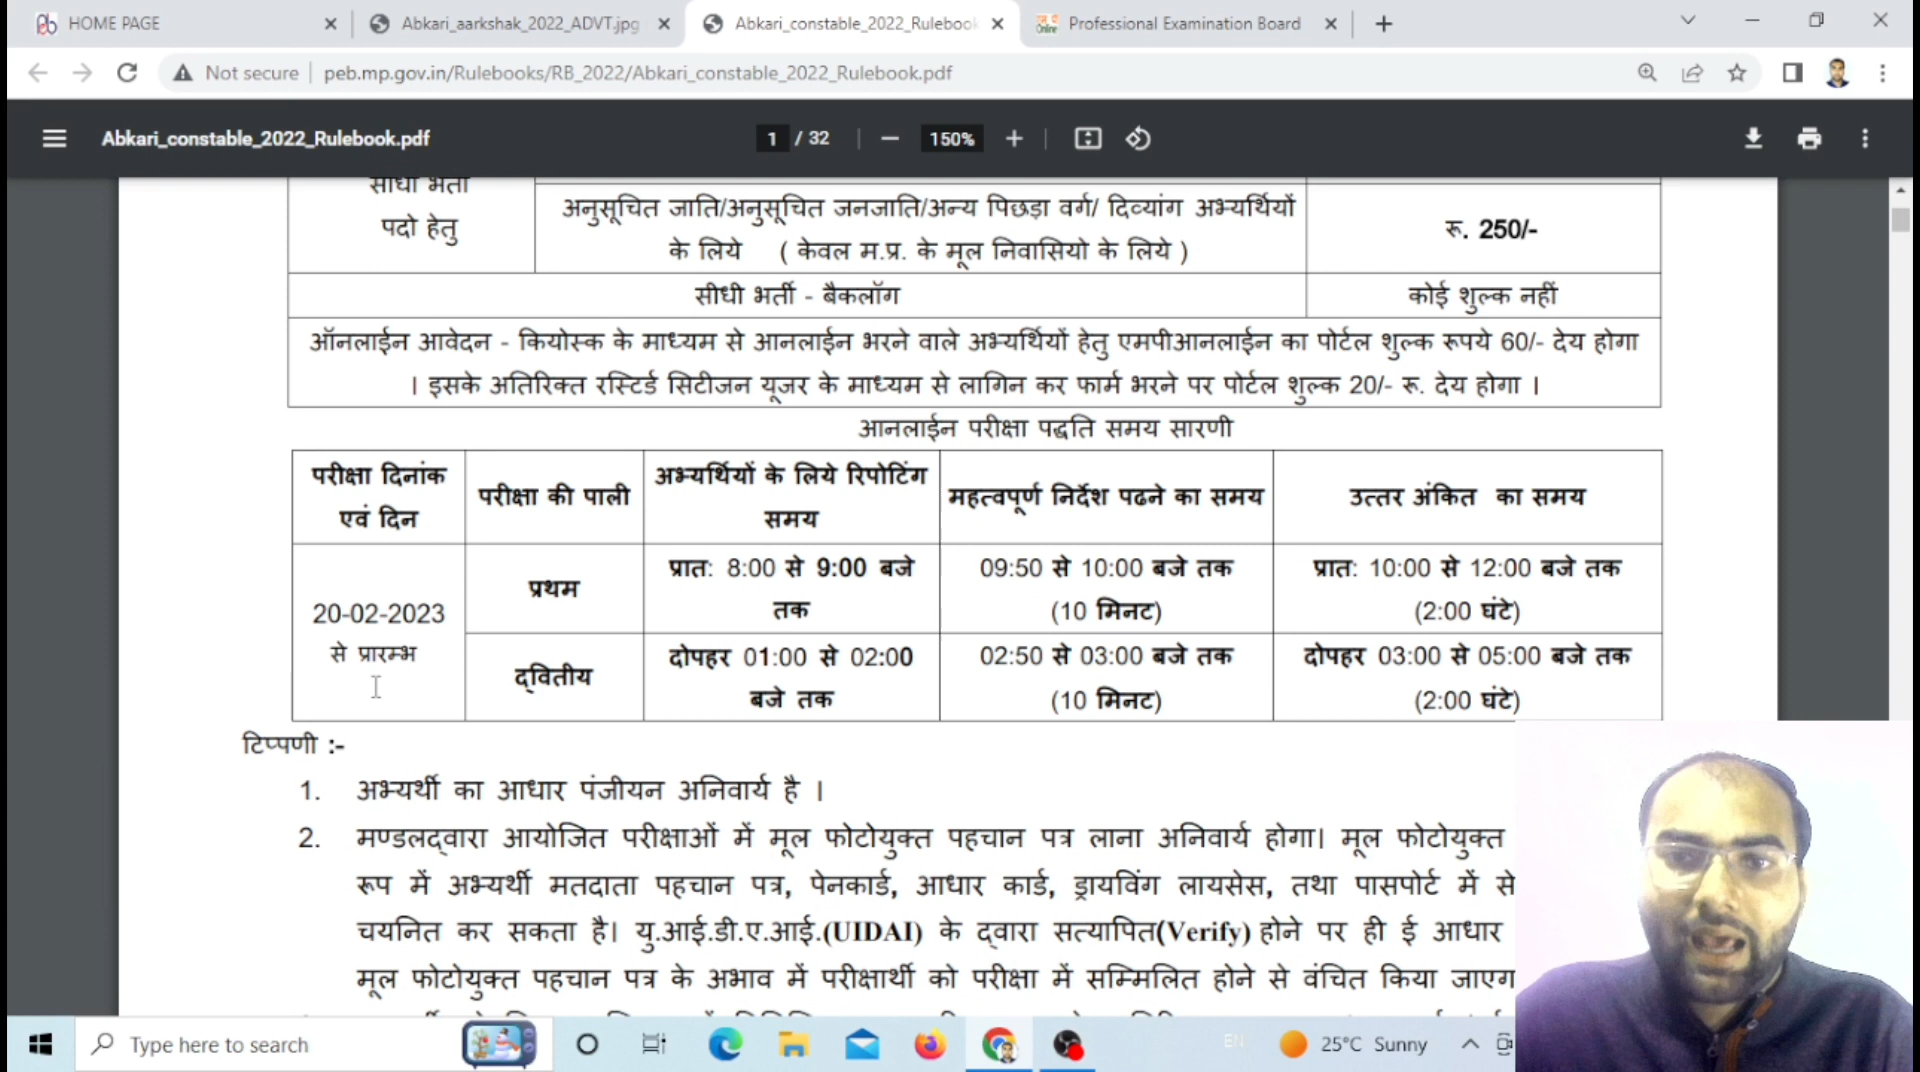 HOME PAGE
Abkari_aarkshak_2022_ADVT.jpg
Abkari_constable_2022_Rulebook
Professional Examination Board
Not secure
peb.mp.gov.in/Rulebooks/RB_2022/Abkari_constable_2022_Rulebook.pdf
Abkari_constable_2022_Rulebook.pdf
1 / 32
150%
सीधी भर्ती
पदो हेतु
अनुसूचित जाति/अनुसूचित जनजाति/अन्य पिछड़ा वर्ग/ दिव्यांग अभ्यर्थियों
के लिये ( केवल म.प्र. के मूल निवासियो के लिये )
रू. 250/-
सीधी भर्ती - बैकलॉग
कोई शुल्क नहीं
ऑनलाईन आवेदन - कियोस्क के माध्यम से आनलाईन भरने वाले अभ्यर्थियों हेतु एमपीआनलाईन का पोर्टल शुल्क रूपये 60/- देय होगा
। इसके अतिरिक्त रस्टिर्ड सिटीजन यूजर के माध्यम से लागिन कर फार्म भरने पर पोर्टल शुल्क 20/- रू. देय होगा ।
आनलाईन परीक्षा पद्धति समय सारणी
परीक्षा दिनांक
एवं दिन
परीक्षा की पाली
अभ्यर्थियों के लिये रिपोटिंग
समय
महत्वपूर्ण निर्देश पढने का समय
उत्तर अंकित का समय
20-02-2023
से प्रारम्भ
प्रथम
प्रात: 8:00 से 9:00 बजे
तक
09:50 से 10:00 बजे तक
(10 मिनट)
प्रात: 10:00 से 12:00 बजे तक
(2:00 घंटे)
द्वितीय
दोपहर 01:00 से 02:00
बजे तक
02:50 से 03:00 बजे तक
(10 मिनट)
दोपहर 03:00 से 05:00 बजे तक
(2:00 घंटे)
टिप्पणी :-
1. अभ्यर्थी का आधार पंजीयन अनिवार्य है ।
2. मण्डलद्वारा आयोजित परीक्षाओं में मूल फोटोयुक्त पहचान पत्र लाना अनिवार्य होगा। मूल फोटोयुक्त
रूप में अभ्यर्थी मतदाता पहचान पत्र, पेनकार्ड, आधार कार्ड, ड्रायविंग लायसेस, तथा पासपोर्ट में से
चयनित कर सकता है। यु.आई.डी.ए.आई.(UIDAI) के द्वारा सत्यापित(Verify) होने पर ही ई आधार
मूल फोटोयुक्त पहचान पत्र के अभाव में परीक्षार्थी को परीक्षा में सम्मिलित होने से वंचित किया जाएग
Type here to search
EN
25°C Sunny